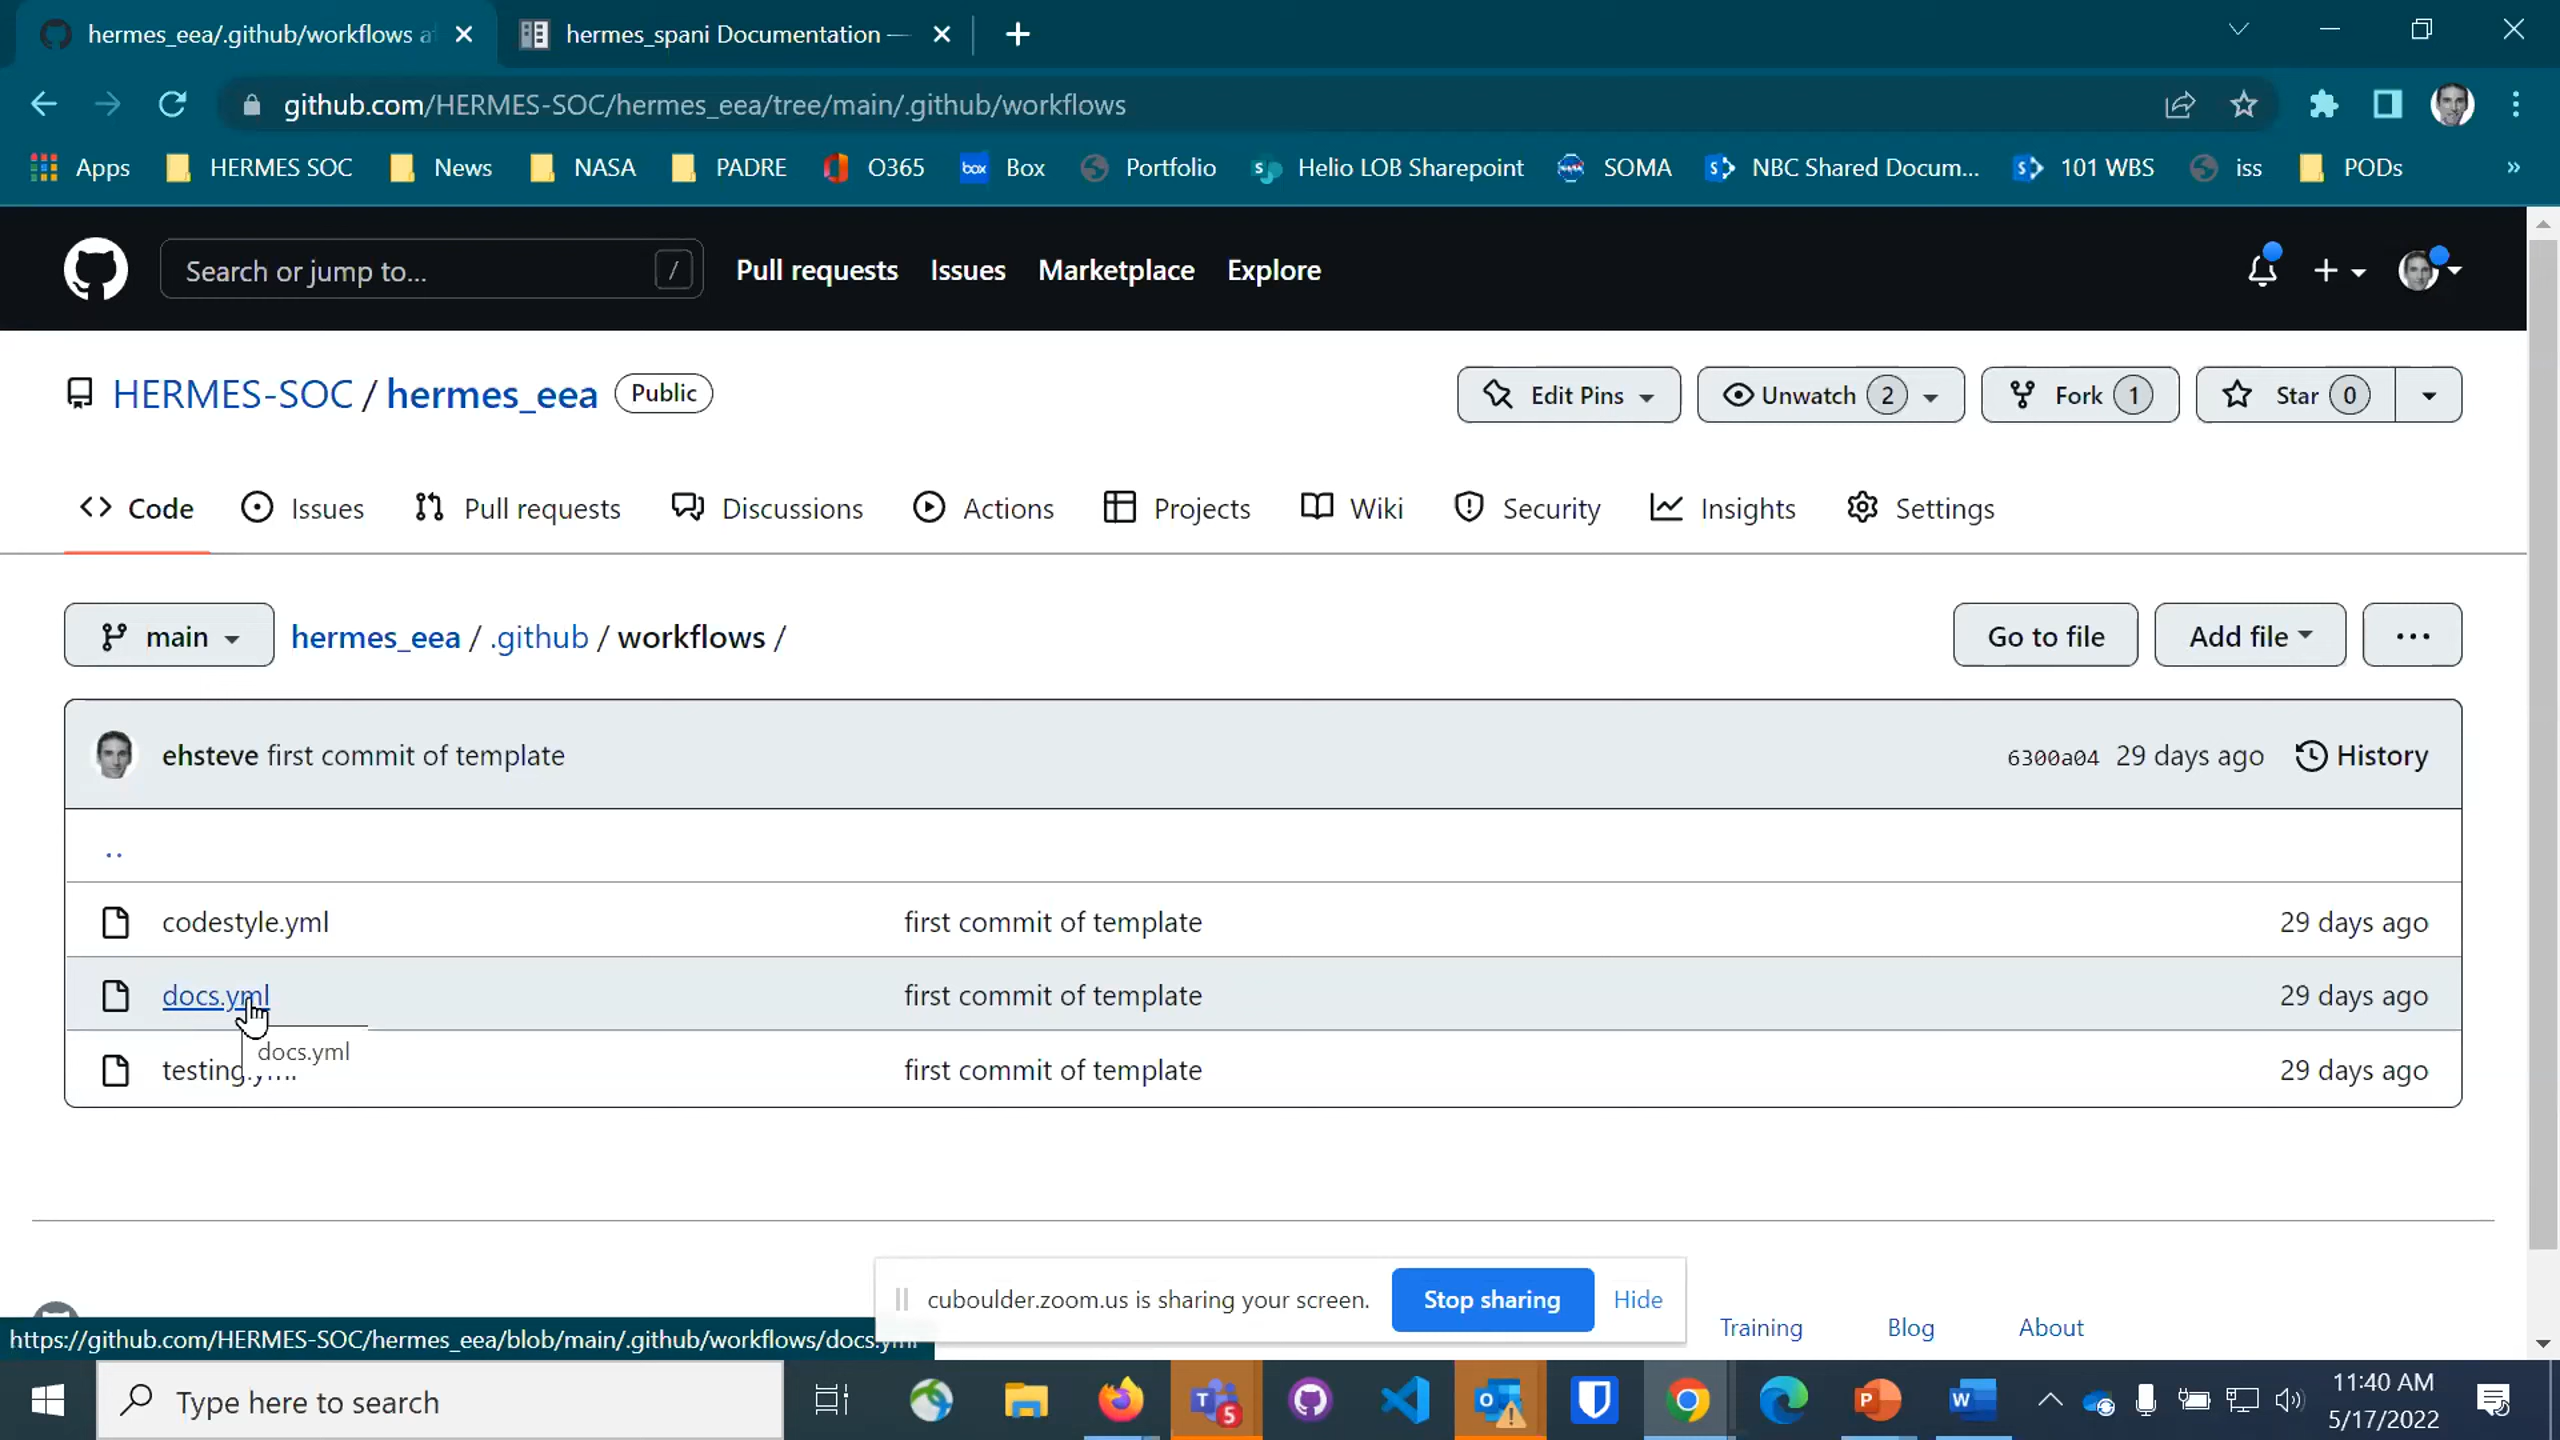 hermes_eea/.github/workflows a
hermes_spani Documentation —
github.com/HERMES-SOC/hermes_eea/tree/main/.github/workflows
Apps HERMES SOC News NASA PADRE O365 box Box Portfolio Helio LOB Sharepoint SOMA NBC Shared Docum... 101 WBS iss PODs »
Search or jump to... / Pull requests Issues Marketplace Explore
HERMES-SOC / hermes_eea Public Edit Pins Unwatch 2 Fork 1 Star 0
Code Issues Pull requests Discussions Actions Projects Wiki Security Insights Settings
main hermes_eea / .github / workflows / Go to file Add file ...
ehsteve first commit of template 6300a04 29 days ago History
..
codestyle.yml first commit of template 29 days ago
docs.yml first commit of template 29 days ago
docs.yml
testing.yml first commit of template 29 days ago
cuboulder.zoom.us is sharing your screen. Stop sharing Hide
Training Blog About
https://github.com/HERMES-SOC/hermes_eea/blob/main/.github/workflows/docs.yml
Type here to search
5
11:40 AM
5/17/2022